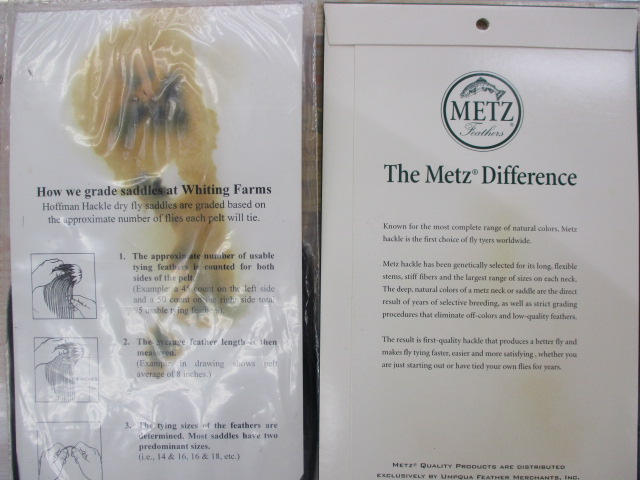 How we grade saddles at Whiting Farms
Hoffman Hackle dry fly saddles are graded based on
the approximate number of flies each pelt will tie.
1. The approximate number of usable
tying feathers is counted for both
sides of the pelt.
(Example: a 45 count on the left side
and a 50 count on the right side total
95 usable tying feathers.)
2. The average feather length is then
measured.
(Example in drawing shows pelt
average of 8 inches.)
3. The tying sizes of the feathers are
determined. Most saddles have two
predominant sizes.
(i.e., 14 & 16, 16 & 18, etc.)
METZ®
Feathers
The Metz® Difference
Known for the most complete range of natural colors, Metz
hackle is the first choice of fly tyers worldwide.
Metz hackle has been genetically selected for its long, flexible
stems, stiff fibers and the largest range of sizes on each neck.
The deep, natural colors of a metz neck or saddle are the direct
result of years of selective breeding, as well as strict grading
procedures that eliminate off-colors and low-quality feathers.
The result is first-quality hackle that produces a better fly and
makes fly tying faster, easier and more satisfying, whether you
are just starting out or have tied your own flies for years.
Metz® Quality Products are distributed
exclusively by Umpqua Feather Merchants, Inc.